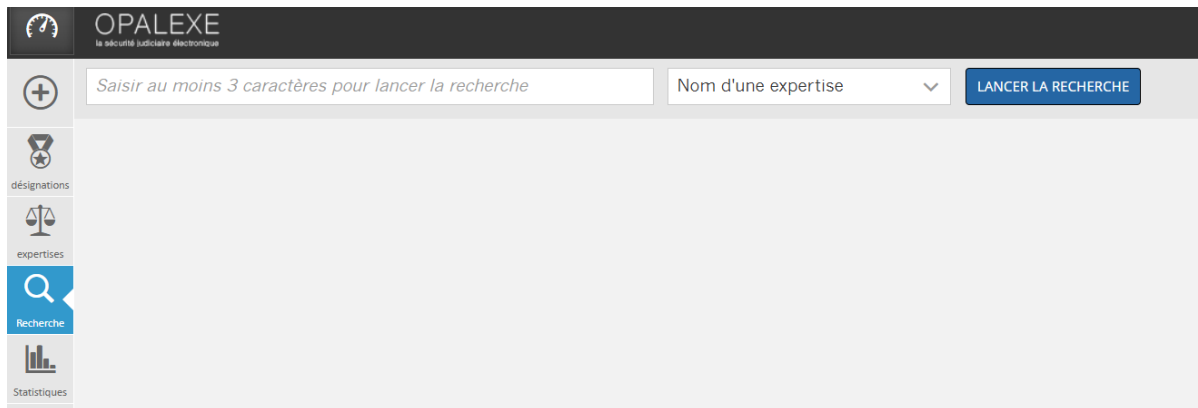 OPALEXE
la sécurité judiciaire électronique
Saisir au moins 3 caractères pour lancer la recherche
Nom d'une expertise
LANCER LA RECHERCHE
désignations
expertises
Recherche
Statistiques